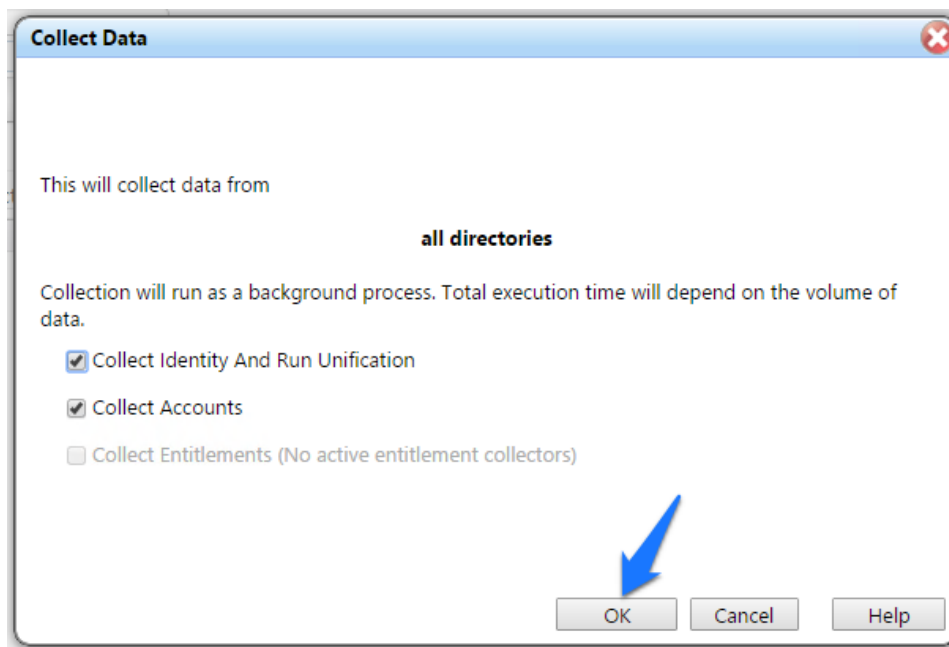 Collect Data
This will collect data from
all directories
Collection will run as a background process. Total execution time will depend on the volume of
data.
Collect Identity And Run Unification
Collect Accounts
Collect Entitlements (No active entitlement collectors)
OK Cancel Help